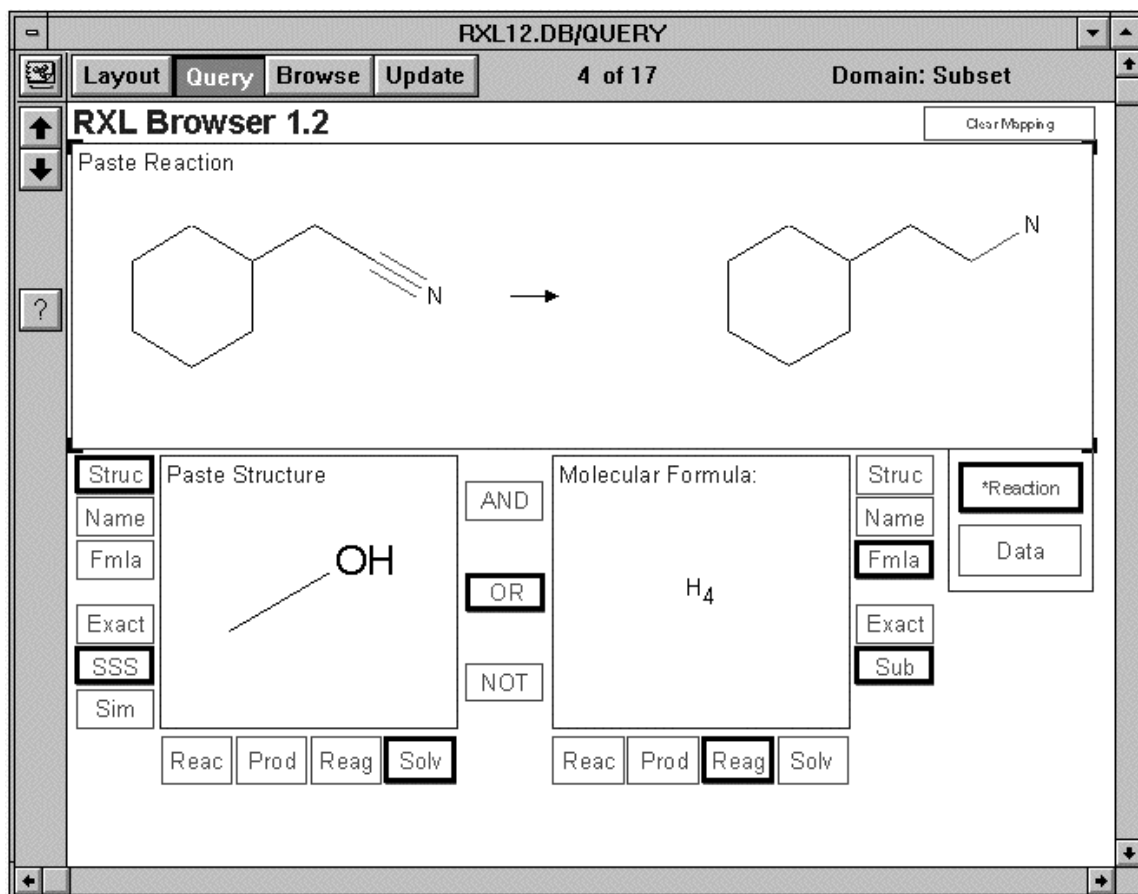 RXL12.DB/QUERY
Layout Query Browse Update 4 of 17 Domain: Subset
RXL Browser 1.2 Clear Mapping
Paste Reaction
N
N
?
Struc Paste Structure AND Molecular Formula: Struc *Reaction
Name Name
Fmla OH OR H4 Fmla Data
Exact Exact
SSS NOT Sub
Sim
Reac Prod Reag Solv Reac Prod Reag Solv